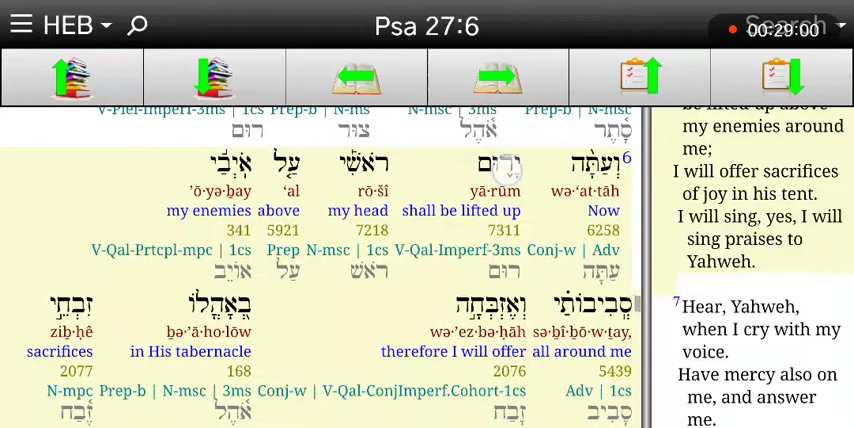 HEB Psa 27:6 Search 00:29:00
V-Piel-Imperf-3ms | 1cs Prep-b | N-ms N-msc | 3ms Prep-b | N-msc
סֵ֫תֶר אֹ֫הֶל צוּר רוּם
6 וְעַתָּ֨ה יָר֪וּם רֹאשִׁ֡י עַ֤ל אֹֽיְבַ֬י
wə·‘at·tāh yā·rūm rō·šî ‘al ’ō·yə·ḇay
Now shall be lifted up my head above my enemies
6258 7311 7218 5921 341
Conj-w | Adv V-Qal-Imperf-3ms N-msc | 1cs Prep V-Qal-Prtcpl-mpc | 1cs
עַתָּה רוּם רֹאשׁ עַל אוֹיֵב
סְֽבִיבוֹתַ֗י וְאֶזְבְּחָ֣ה בְ֭אָהֳלוֹ זִבְחֵ֣י
sə·ḇî·ḇō·w·ṯay, wə·’ez·bə·ḥāh bə·’ā·ho·lōw ziḇ·ḥê
all around me therefore I will offer in His tabernacle sacrifices
5439 2076 168 2077
Adv | 1cs Conj-w | V-Qal-ConjImperf.Cohort-1cs Prep-b | N-msc | 3ms N-mpc
סָבִיב זָבַח אֹ֫הֶל זֶ֫בַח
be lifted up above
my enemies around
me;
I will offer sacrifices
of joy in his tent.
I will sing, yes, I will
sing praises to
Yahweh.
7 Hear, Yahweh,
when I cry with my
voice.
Have mercy also on
me, and answer
me.